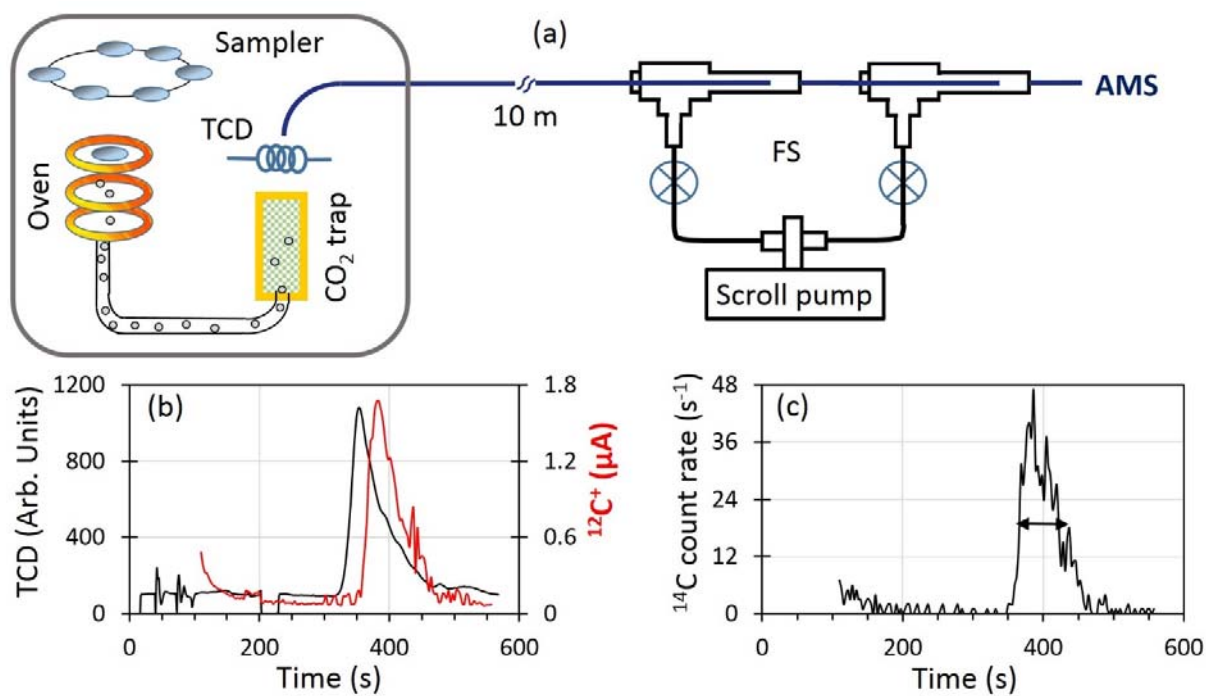 Sampler
(a)
TCD
10 m
AMS
Oven
CO₂ trap
FS
Scroll pump
(b)
TCD (Arb. Units)
1200
800
400
0
1.8
1.2
0.6
0
¹²C⁺ (µA)
0 200 400 600
Time (s)
(c)
¹⁴C count rate (s⁻¹)
48
36
24
12
0
0 200 400 600
Time (s)